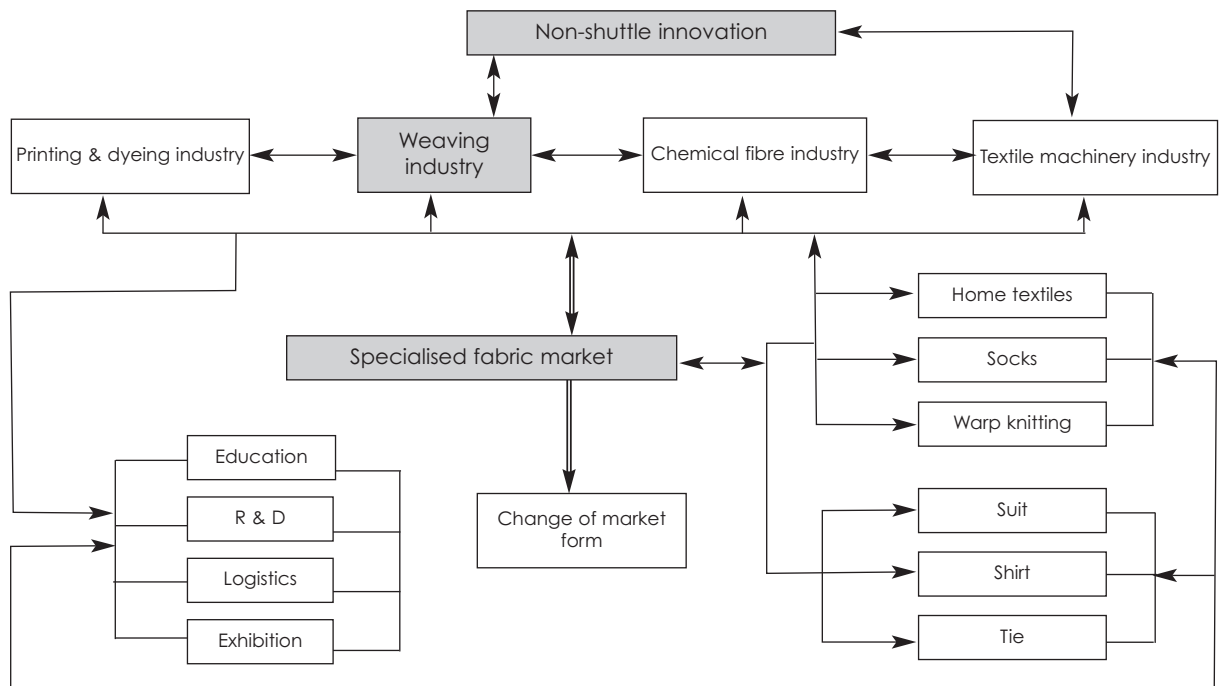 Non-shuttle innovation
Printing & dyeing industry
Weaving
industry
Chemical fibre industry
Textile machinery industry
Home textiles
Specialised fabric market
Socks
Warp knitting
Education
R & D
Logistics
Exhibition
Change of market
form
Suit
Shirt
Tie